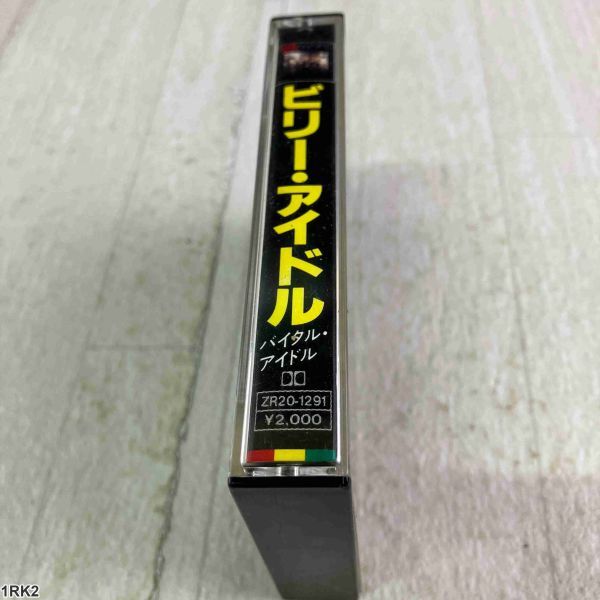 ビリー・アイドル
バイタル・
アイドル
ZR20-1291
¥2,000
1RK2